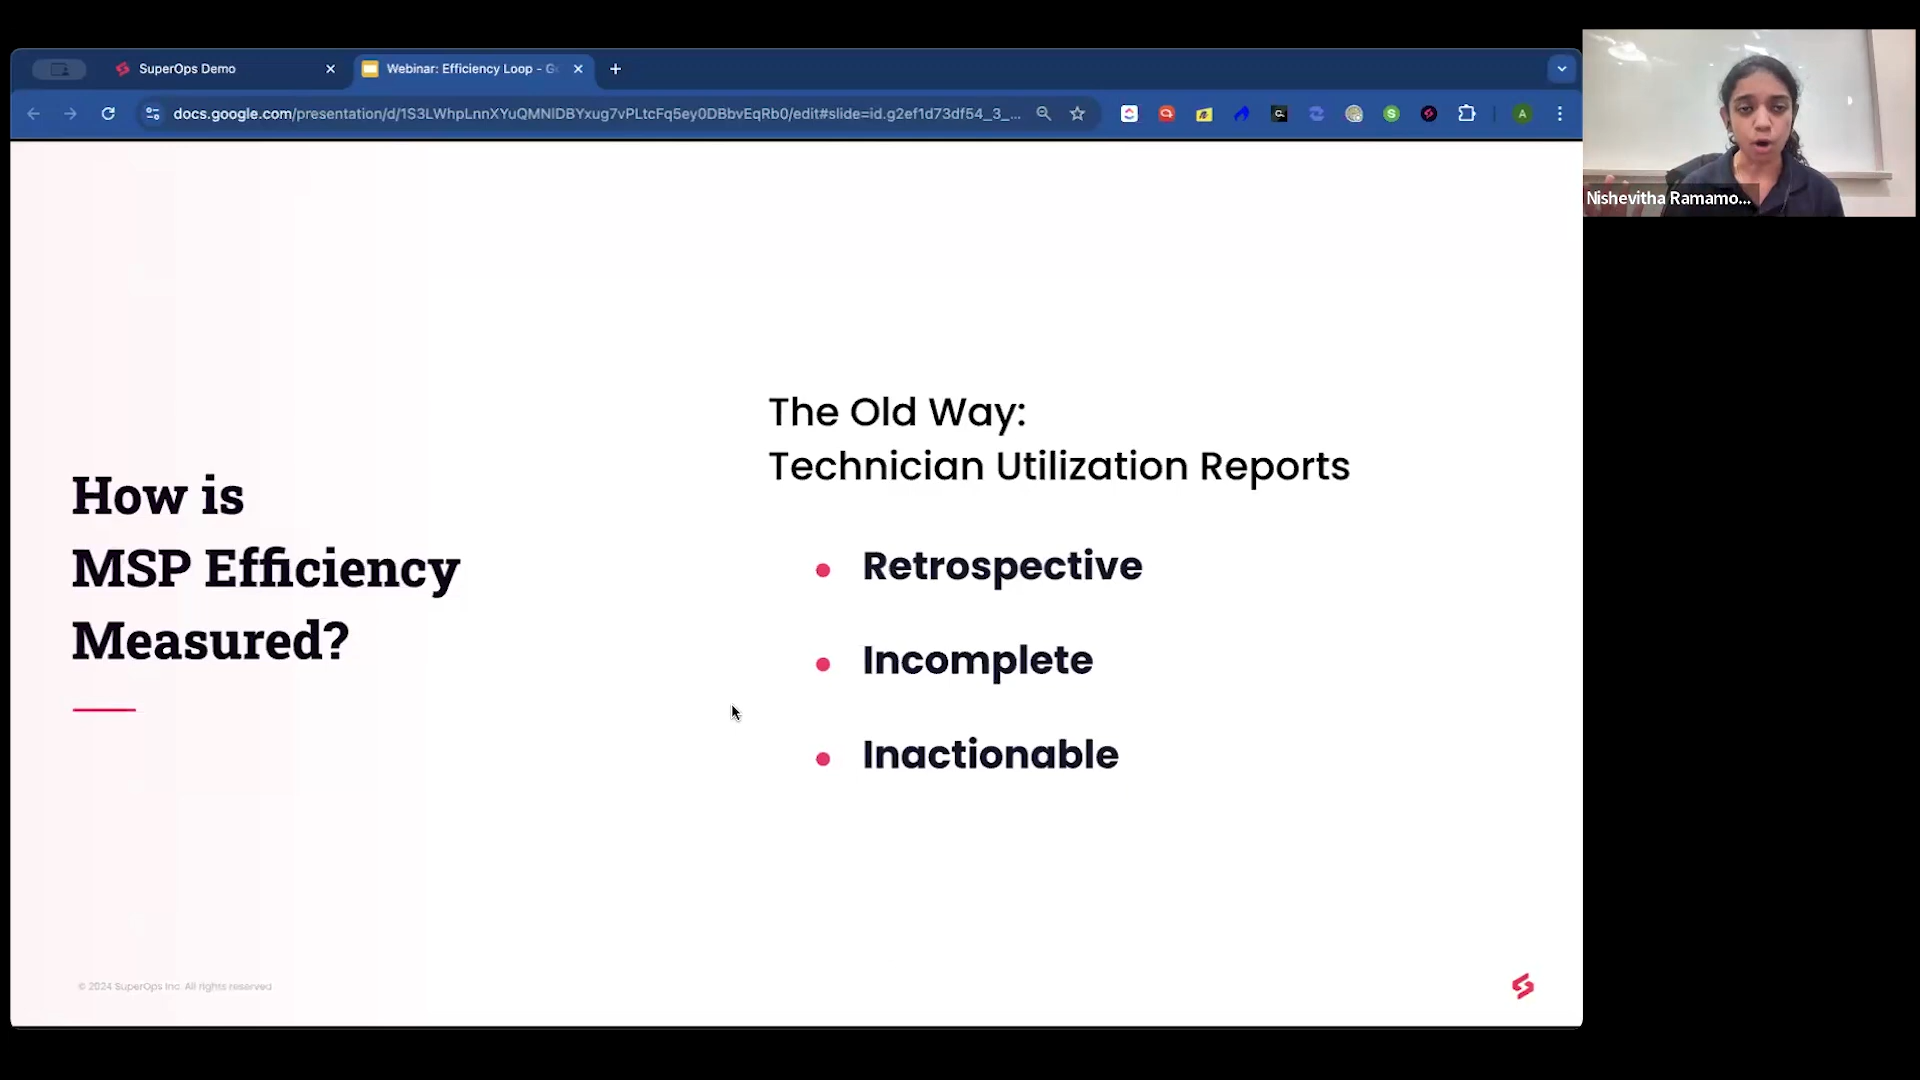 SuperOps Demo
Webinar: Efficiency Loop - G
docs.google.com/presentation/d/1S3LWhpLnnXYuQMNlDBYxug7vPLtcFq5ey0DBbvEqRb0/edit#slide=id.g2ef1d73df54_3_...
A
Nishevitha Ramamo...
How is
MSP Efficiency
Measured?
The Old Way:
Technician Utilization Reports
• Retrospective
• Incomplete
• Inactionable
© 2024 SuperOps Inc. All rights reserved